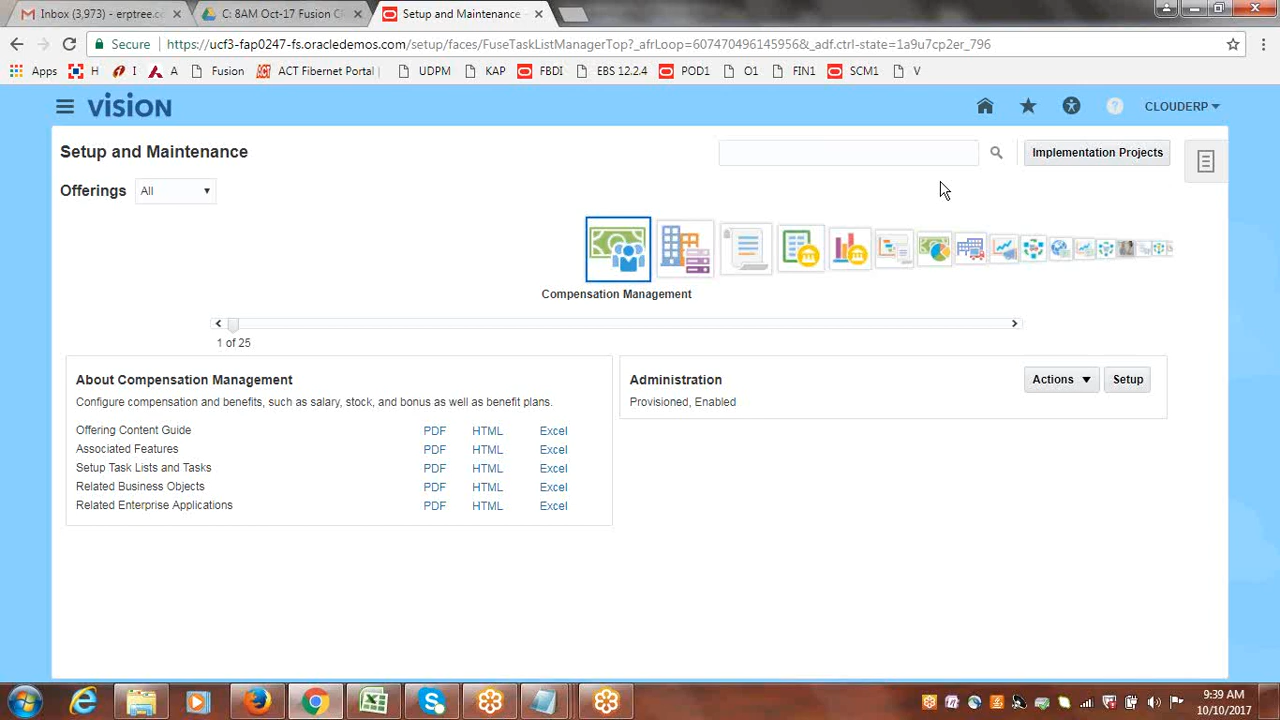 Inbox (3,973) - erptree.co
C: 8AM Oct-17 Fusion C
Setup and Maintenance -
Secure
https://ucf3-fap0247-fs.oracledemos.com/setup/faces/FuseTaskListManagerTop?_afrLoop=60747049614595​6&_adf.ctrl-state=1a9u7cp2er_796
Apps H I A Fusion ACT Fibernet Portal | UDPM KAP FBDI EBS 12.2.4 POD1 O1 FIN1 SCM1 V
VISION
CLOUDERP
Setup and Maintenance
Implementation Projects
Offerings All
Compensation Management
1 of 25
About Compensation Management
Configure compensation and benefits, such as salary, stock, and bonus as well as benefit plans.
Offering Content Guide PDF HTML Excel
Associated Features PDF HTML Excel
Setup Task Lists and Tasks PDF HTML Excel
Related Business Objects PDF HTML Excel
Related Enterprise Applications PDF HTML Excel
Administration
Actions Setup
Provisioned, Enabled
9:39 AM
10/10/2017